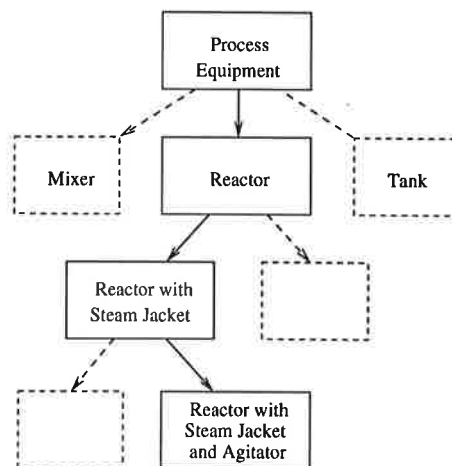 Process
Equipment
Mixer
Reactor
Tank
Reactor with
Steam Jacket
Reactor with
Steam Jacket
and Agitator